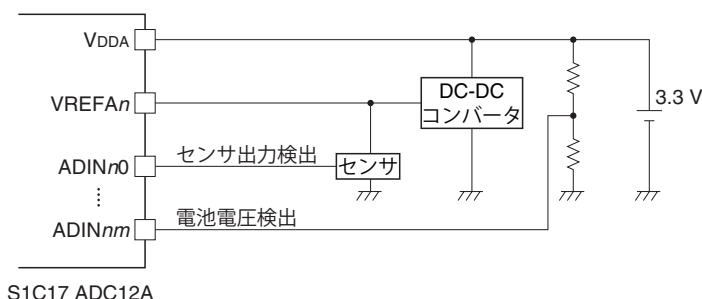 VDDA
VREFAn
DC-DC
コンバータ
3.3 V
ADINn0
センサ出力検出
センサ
ADINnm
電池電圧検出
S1C17 ADC12A